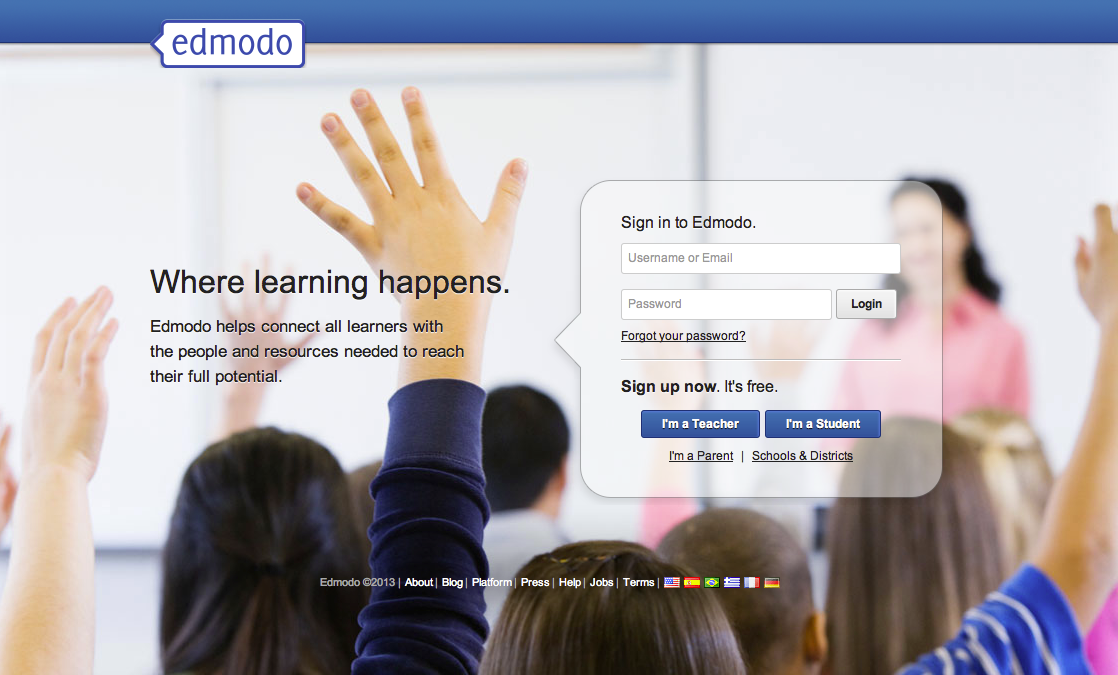 edmodo
Where learning happens.
Edmodo helps connect all learners with
the people and resources needed to reach
their full potential.
Sign in to Edmodo.
Username or Email
Password
Login
Forgot your password?
Sign up now. It's free.
I'm a Teacher
I'm a Student
I'm a Parent | Schools & Districts
Edmodo ©2013 | About | Blog | Platform | Press | Help | Jobs | Terms |